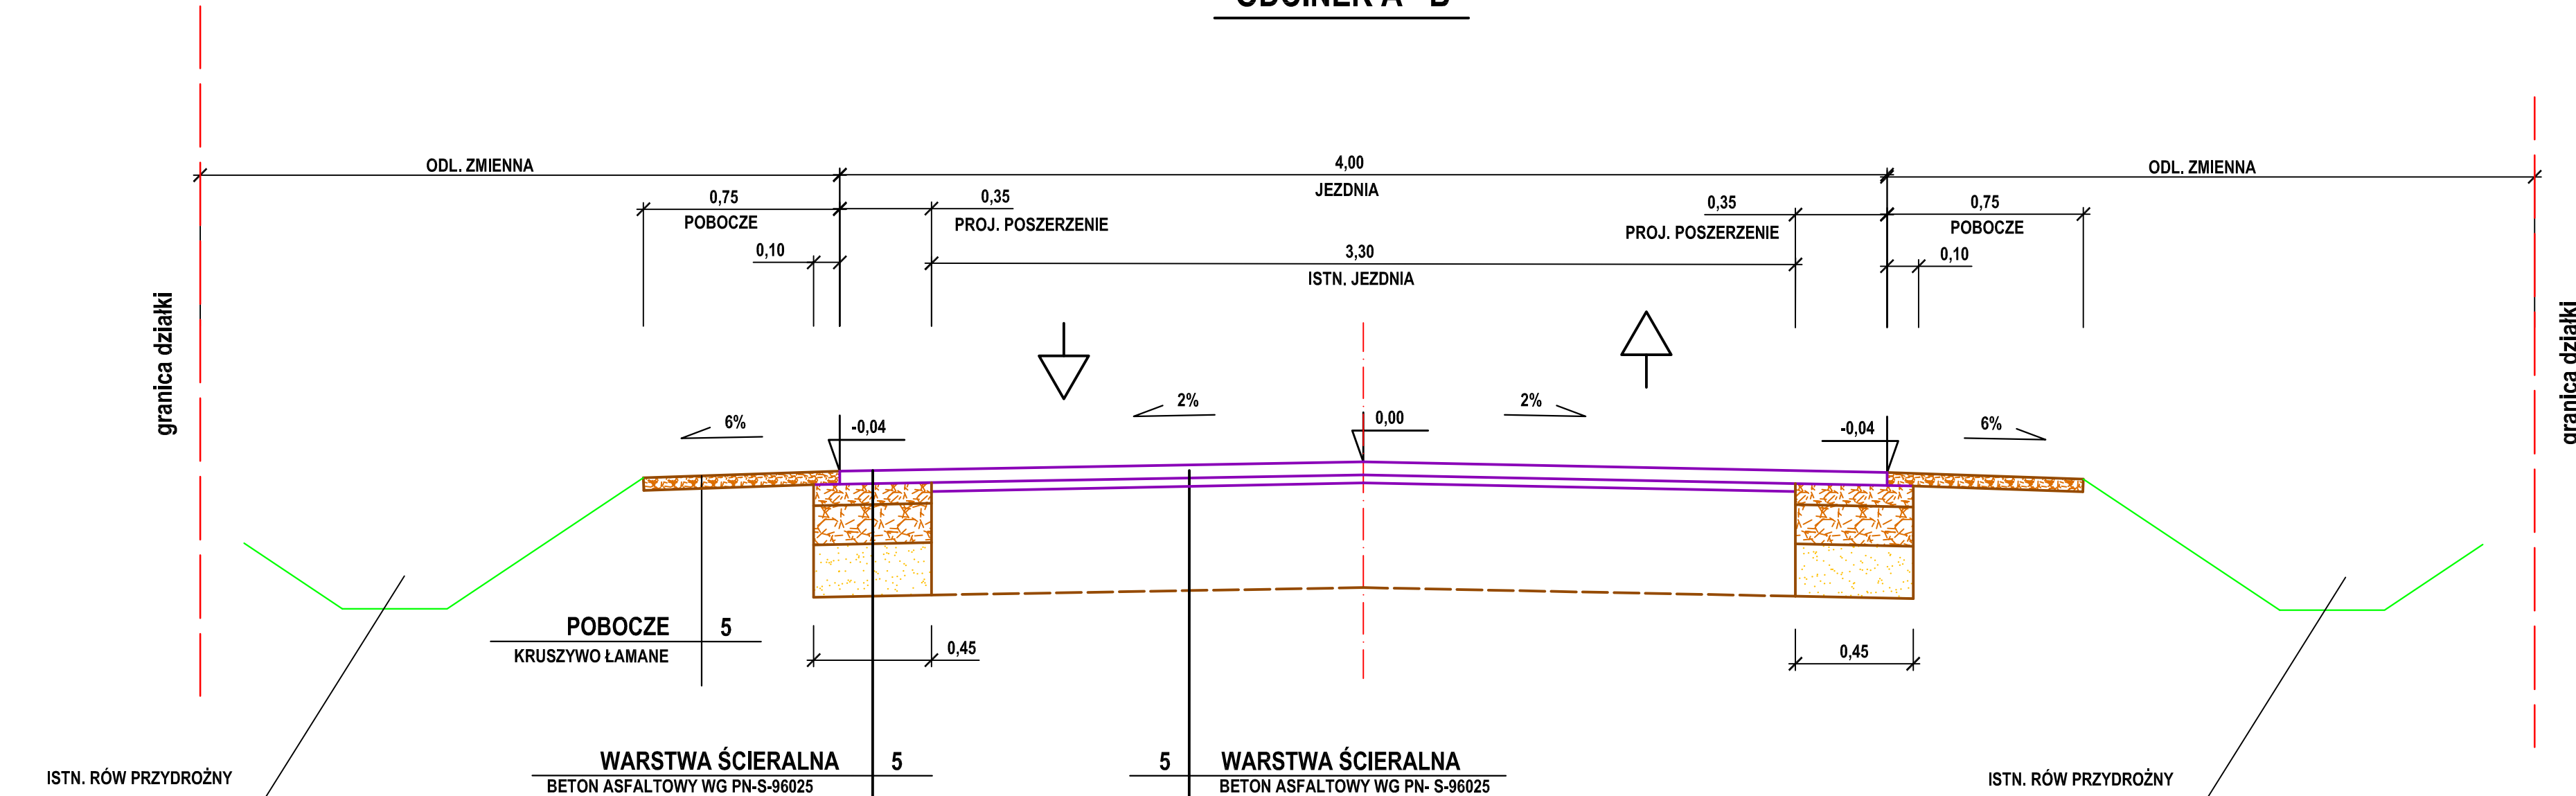 ODCINEK A - B
ODL. ZMIENNA
4,00
JEZDNIA
ODL. ZMIENNA
0,75
POBOCZE
0,35
PROJ. POSZERZENIE
0,35
PROJ. POSZERZENIE
0,75
POBOCZE
0,10
3,30
ISTN. JEZDNIA
0,10
granica działki
granica działki
6%
-0,04
2%
0,00
2%
-0,04
6%
POBOCZE 5
KRUSZYWO ŁAMANE
0,45
0,45
WARSTWA ŚCIERALNA 5
BETON ASFALTOWY WG PN-S-96025
5 WARSTWA ŚCIERALNA
BETON ASFALTOWY WG PN- S-96025
ISTN. RÓW PRZYDROŻNY
ISTN. RÓW PRZYDROŻNY